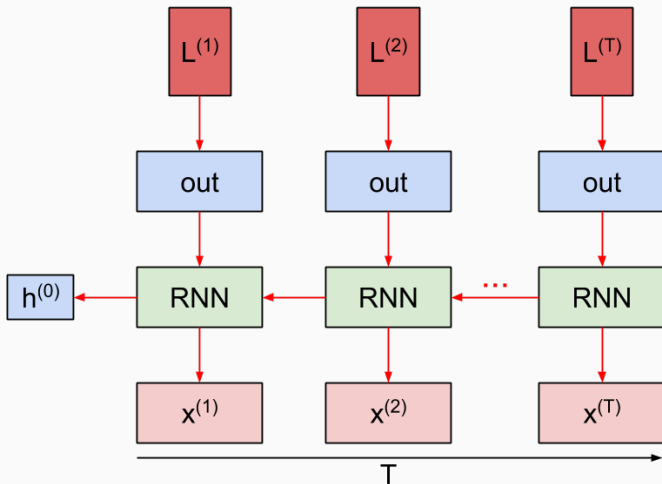 L⁽¹⁾ L⁽²⁾ L⁽ᵀ⁾
out out out
h⁽⁰⁾ RNN RNN ... RNN
x⁽¹⁾ x⁽²⁾ x⁽ᵀ⁾
T